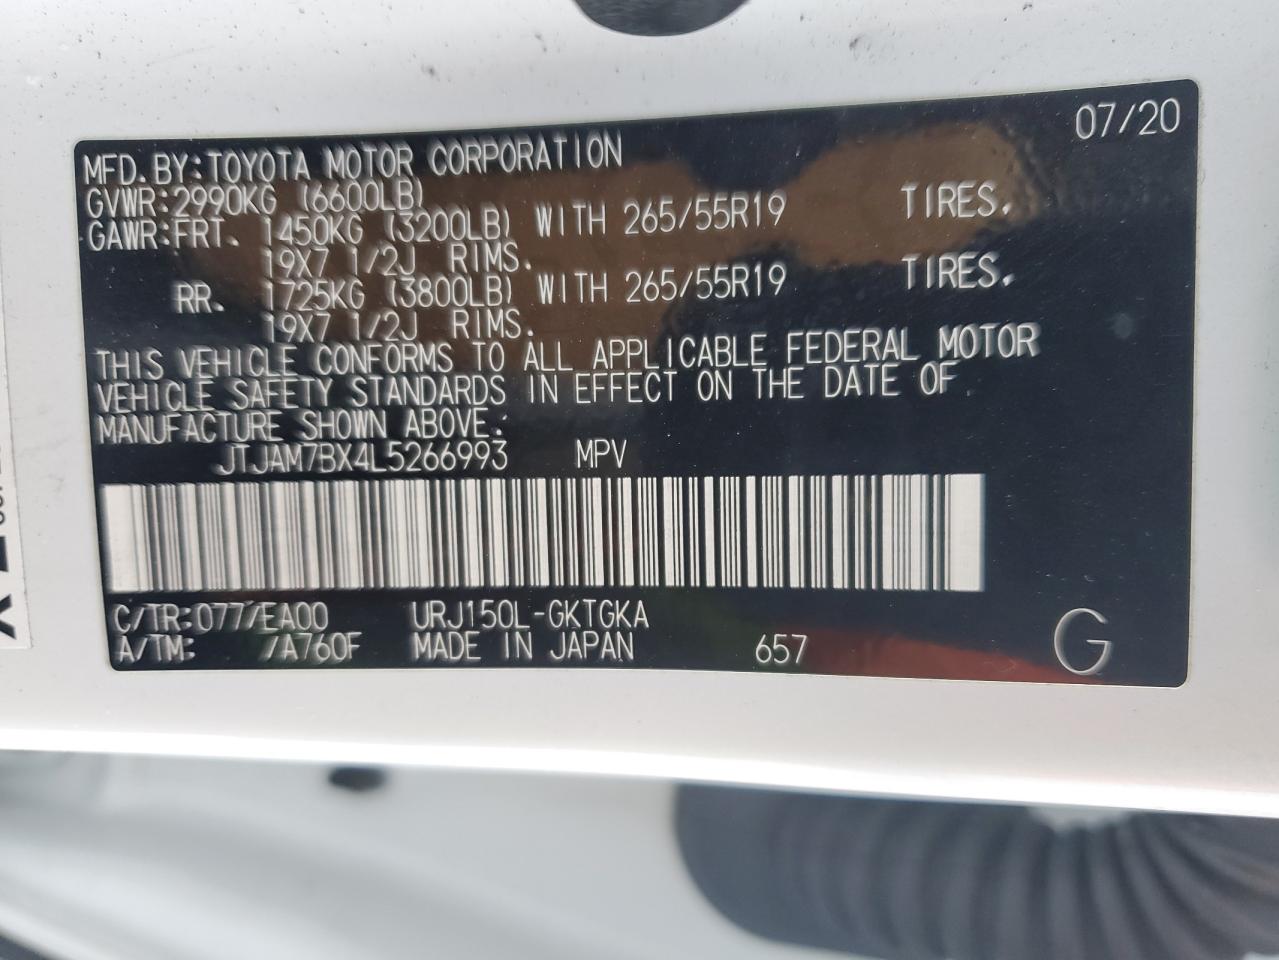 07/20
MFD.BY:TOYOTA MOTOR CORPORATION
GVWR:2990KG (6600LB)
GAWR:FRT. 1450KG (3200LB) WITH 265/55R19 TIRES.
19X7 1/2J RIMS.
RR. 1725KG (3800LB) WITH 265/55R19 TIRES.
19X7 1/2J RIMS.
THIS VEHICLE CONFORMS TO ALL APPLICABLE FEDERAL MOTOR
VEHICLE SAFETY STANDARDS IN EFFECT ON THE DATE OF
MANUFACTURE SHOWN ABOVE.
JTJAM7BX4L5266993 MPV
C/TR:077/EA00 URJ150L-GKTGKA
A/TM: /A760F MADE IN JAPAN 657 G